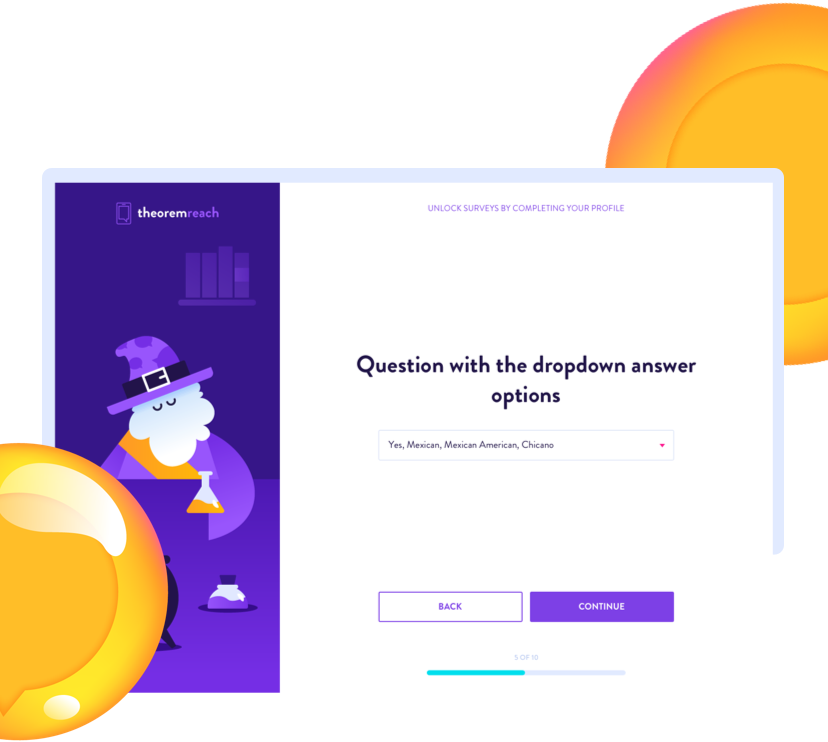 theoremreach
UNLOCK SURVEYS BY COMPLETING YOUR PROFILE
Question with the dropdown answer
options
Yes, Mexican, Mexican American, Chicano
BACK
CONTINUE
5 OF 10